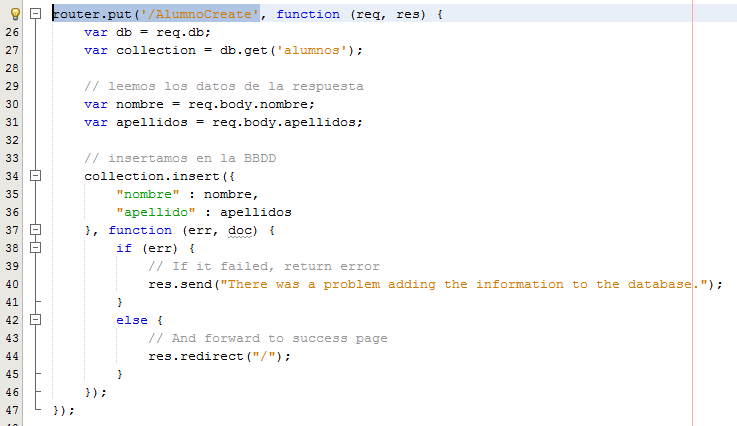 router.put('/AlumnoCreate', function (req, res) {
26     var db = req.db;
27     var collection = db.get('alumnos');
28
29     // leemos los datos de la respuesta
30     var nombre = req.body.nombre;
31     var apellidos = req.body.apellidos;
32
33     // insertamos en la BBDD
34     collection.insert({
35         "nombre" : nombre,
36         "apellido" : apellidos
37     }, function (err, doc) {
38         if (err) {
39             // If it failed, return error
40             res.send("There was a problem adding the information to the database.");
41         }
42         else {
43             // And forward to success page
44             res.redirect("/");
45         }
46     });
47 });